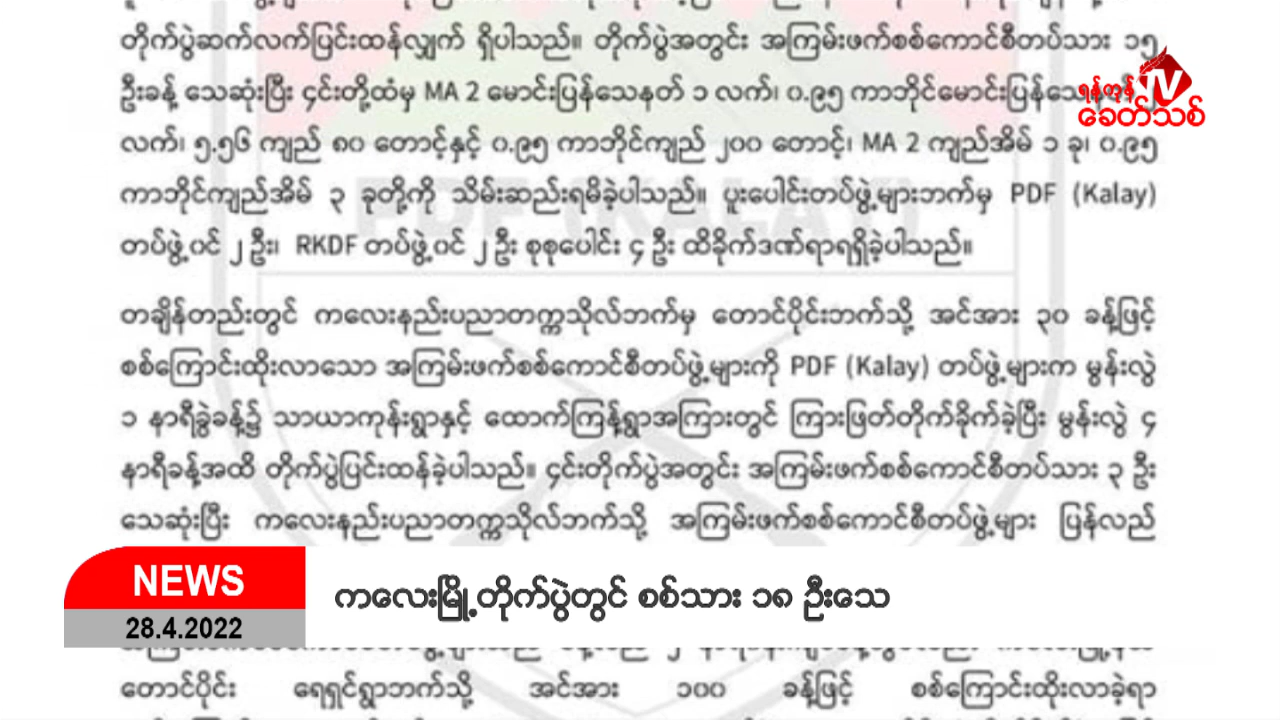 တိုက်ပွဲဆက်လက်ပြင်းထန်လျှက် ရှိပါသည်။ တိုက်ပွဲအတွင်း အကြမ်းဖက်စစ်ကောင်စီတပ်သား ၁၅
ဦးခန့် သေဆုံးပြီး ၄င်းတို့ထံမှ MA 2 မောင်းပြန်သေနတ် ၁ လက်၊ ၀.၉၅ ကာဘိုင်မောင်းပြန်သေနတ်
ရန်ကုန်
ခေတ်သစ်
TV
လက်၊ ၅.၅၆ ကျည် ၈၀ တောင့်နှင့် ၀.၉၅ ကာဘိုင်ကျည် ၂၀၀ တောင့်၊ MA 2 ကျည်အိမ် ၁ ခု၊ ၀.၉၅
ကာဘိုင်ကျည်အိမ် ၃ ခုတို့ကို သိမ်းဆည်းရမိခဲ့ပါသည်။ ပူးပေါင်းတပ်ဖွဲ့များဘက်မှ PDF (Kalay)
တပ်ဖွဲ့ဝင် ၂ ဦး၊ RKDF တပ်ဖွဲ့ဝင် ၂ ဦး စုစုပေါင်း ၄ ဦး ထိခိုက်ဒဏ်ရာရရှိခဲ့ပါသည်။
တချိန်တည်းတွင် ကလေးနည်းပညာတက္ကသိုလ်ဘက်မှ တောင်ပိုင်းဘက်သို့ အင်အား ၃၀ ခန့်ဖြင့်
စစ်ကြောင်းထိုးလာသော အကြမ်းဖက်စစ်ကောင်စီတပ်ဖွဲ့များကို PDF (Kalay) တပ်ဖွဲ့များက မွန်းလွဲ
၁ နာရီခွဲခန့်၌ သာယာကုန်းရွာနှင့် ထောက်ကြန့်ရွာအကြားတွင် ကြားဖြတ်တိုက်ခိုက်ခဲ့ပြီး မွန်းလွဲ ၄
နာရီခန့်အထိ တိုက်ပွဲပြင်းထန်ခဲ့ပါသည်။ ၄င်းတိုက်ပွဲအတွင်း အကြမ်းဖက်စစ်ကောင်စီတပ်သား ၃ ဦး
သေဆုံးပြီး ကလေးနည်းပညာတက္ကသိုလ်ဘက်သို့ အကြမ်းဖက်စစ်ကောင်စီတပ်ဖွဲ့များ ပြန်လည်
NEWS
28.4.2022
ကလေးမြို့တိုက်ပွဲတွင် စစ်သား ၁၈ ဦးသေ
တောင်ပိုင်း ရေရှင်ရွာဘက်သို့ အင်အား ၁၀၀ ခန့်ဖြင့် စစ်ကြောင်းထိုးလာခဲ့ရာ